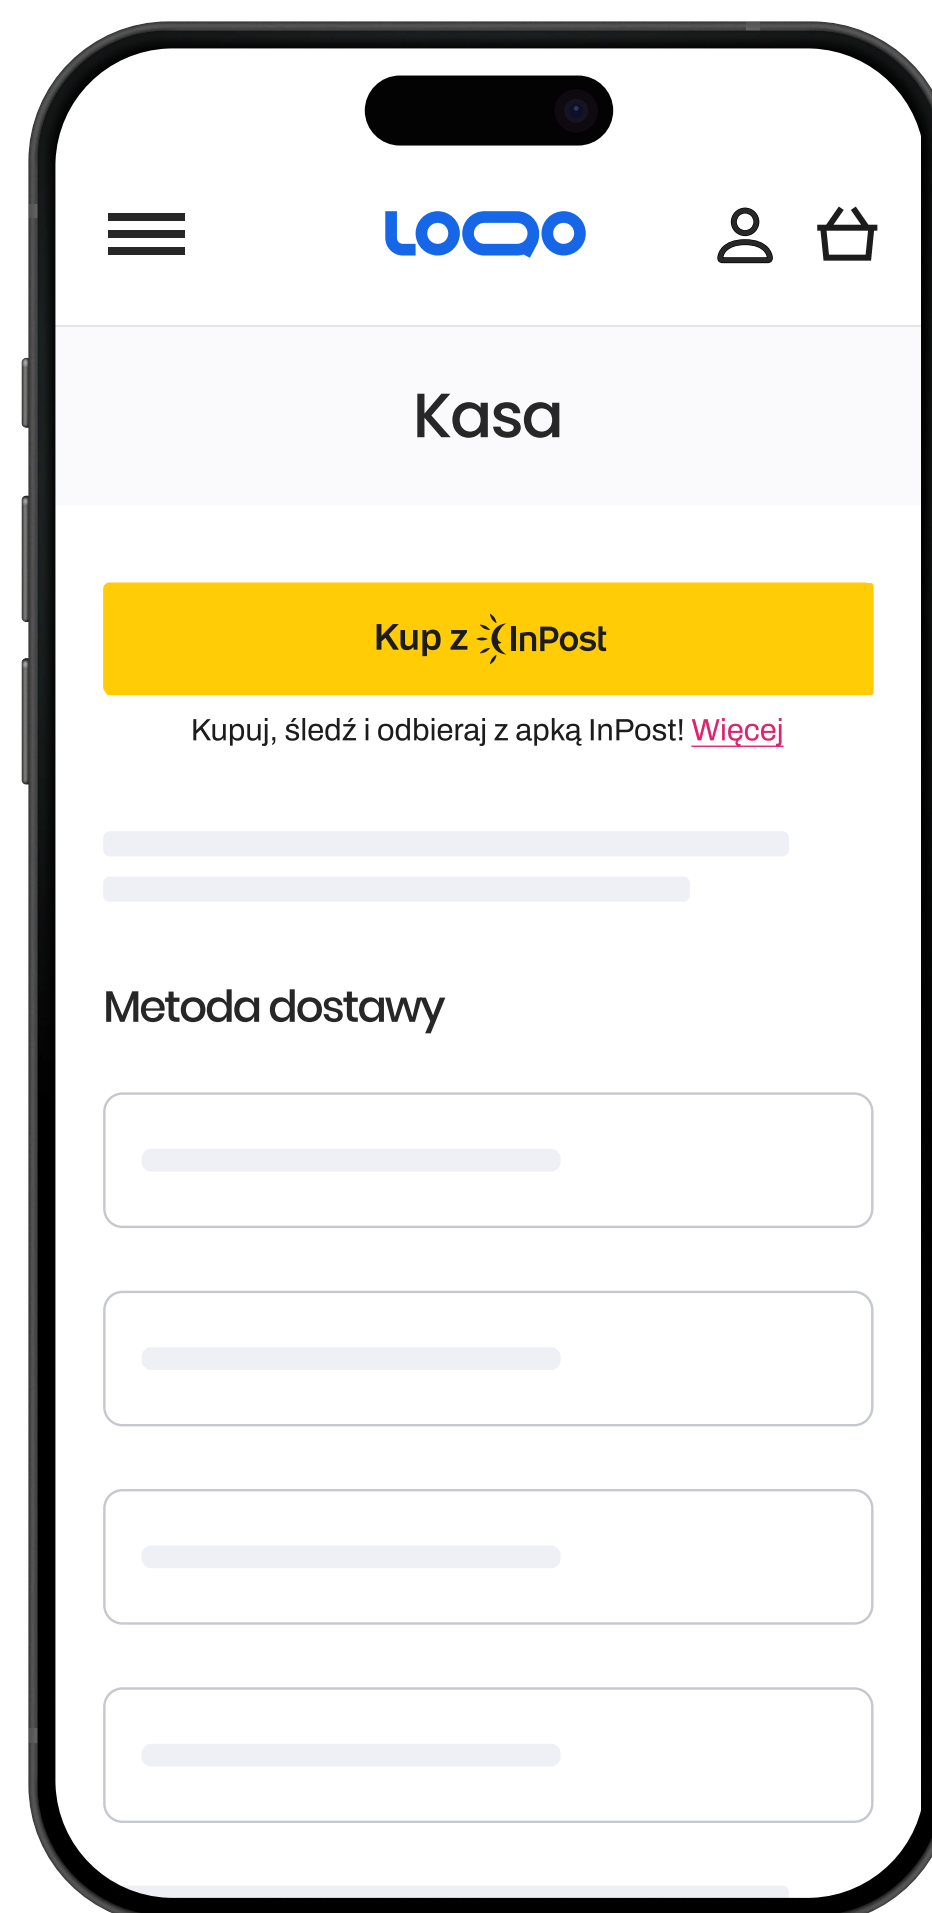 LOQO
Kasa
Kup z InPost
Kupuj, śledź i odbieraj z apką InPost! Więcej
Metoda dostawy